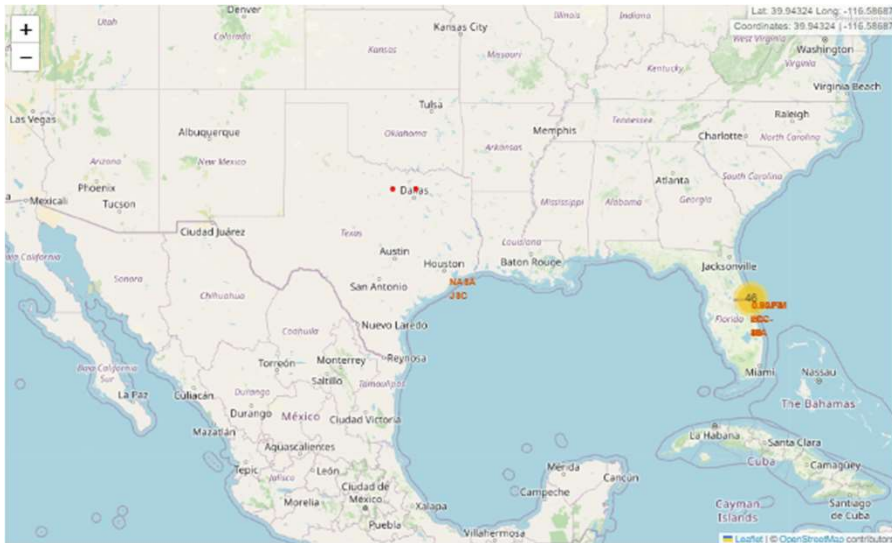 Denver
Utah
Colorado
Kansas City
Kansas
Missouri
Illinois
Indiana
Lat: 39.94324 Long: -116.58687
Coordinates: 39.94324 | -116.58687
West Virginia
Washington
Virginia
Kentucky
Virginia Beach
+
−
Las Vegas
Albuquerque
Tulsa
Oklahoma
Memphis
Tennessee
Raleigh
Charlotte
North Carolina
Arizona
New Mexico
Arkansas
Phoenix
Mexicali
Tucson
Dallas
Atlanta
South Carolina
Mississippi
Alabama
Georgia
Ciudad Juárez
Texas
Austin
Louisiana
Houston
Baton Rouge
Jacksonville
Sonora
San Antonio
NASA
JSC
Chihuahua
46
Florida
Nuevo Laredo
Coahuila
Reynosa
Miami
Nassau
Baja California
Sur
Torreón
Monterrey
Saltillo
Tamaulipas
La Paz
Culiacán
Durango
The Bahamas
Durango
México
Ciudad Victoria
Mazatlán
Aguascalientes
La Habana
Santa Clara
Cuba
Camagüey
Tepic
León
Jalisco
Mérida
Cancún
Ciudad de
México
Campeche
Morelia
Xalapa
Puebla
Cayman
Islands
Santiago
de Cuba
Villahermosa
Leaflet | © OpenStreetMap contributors